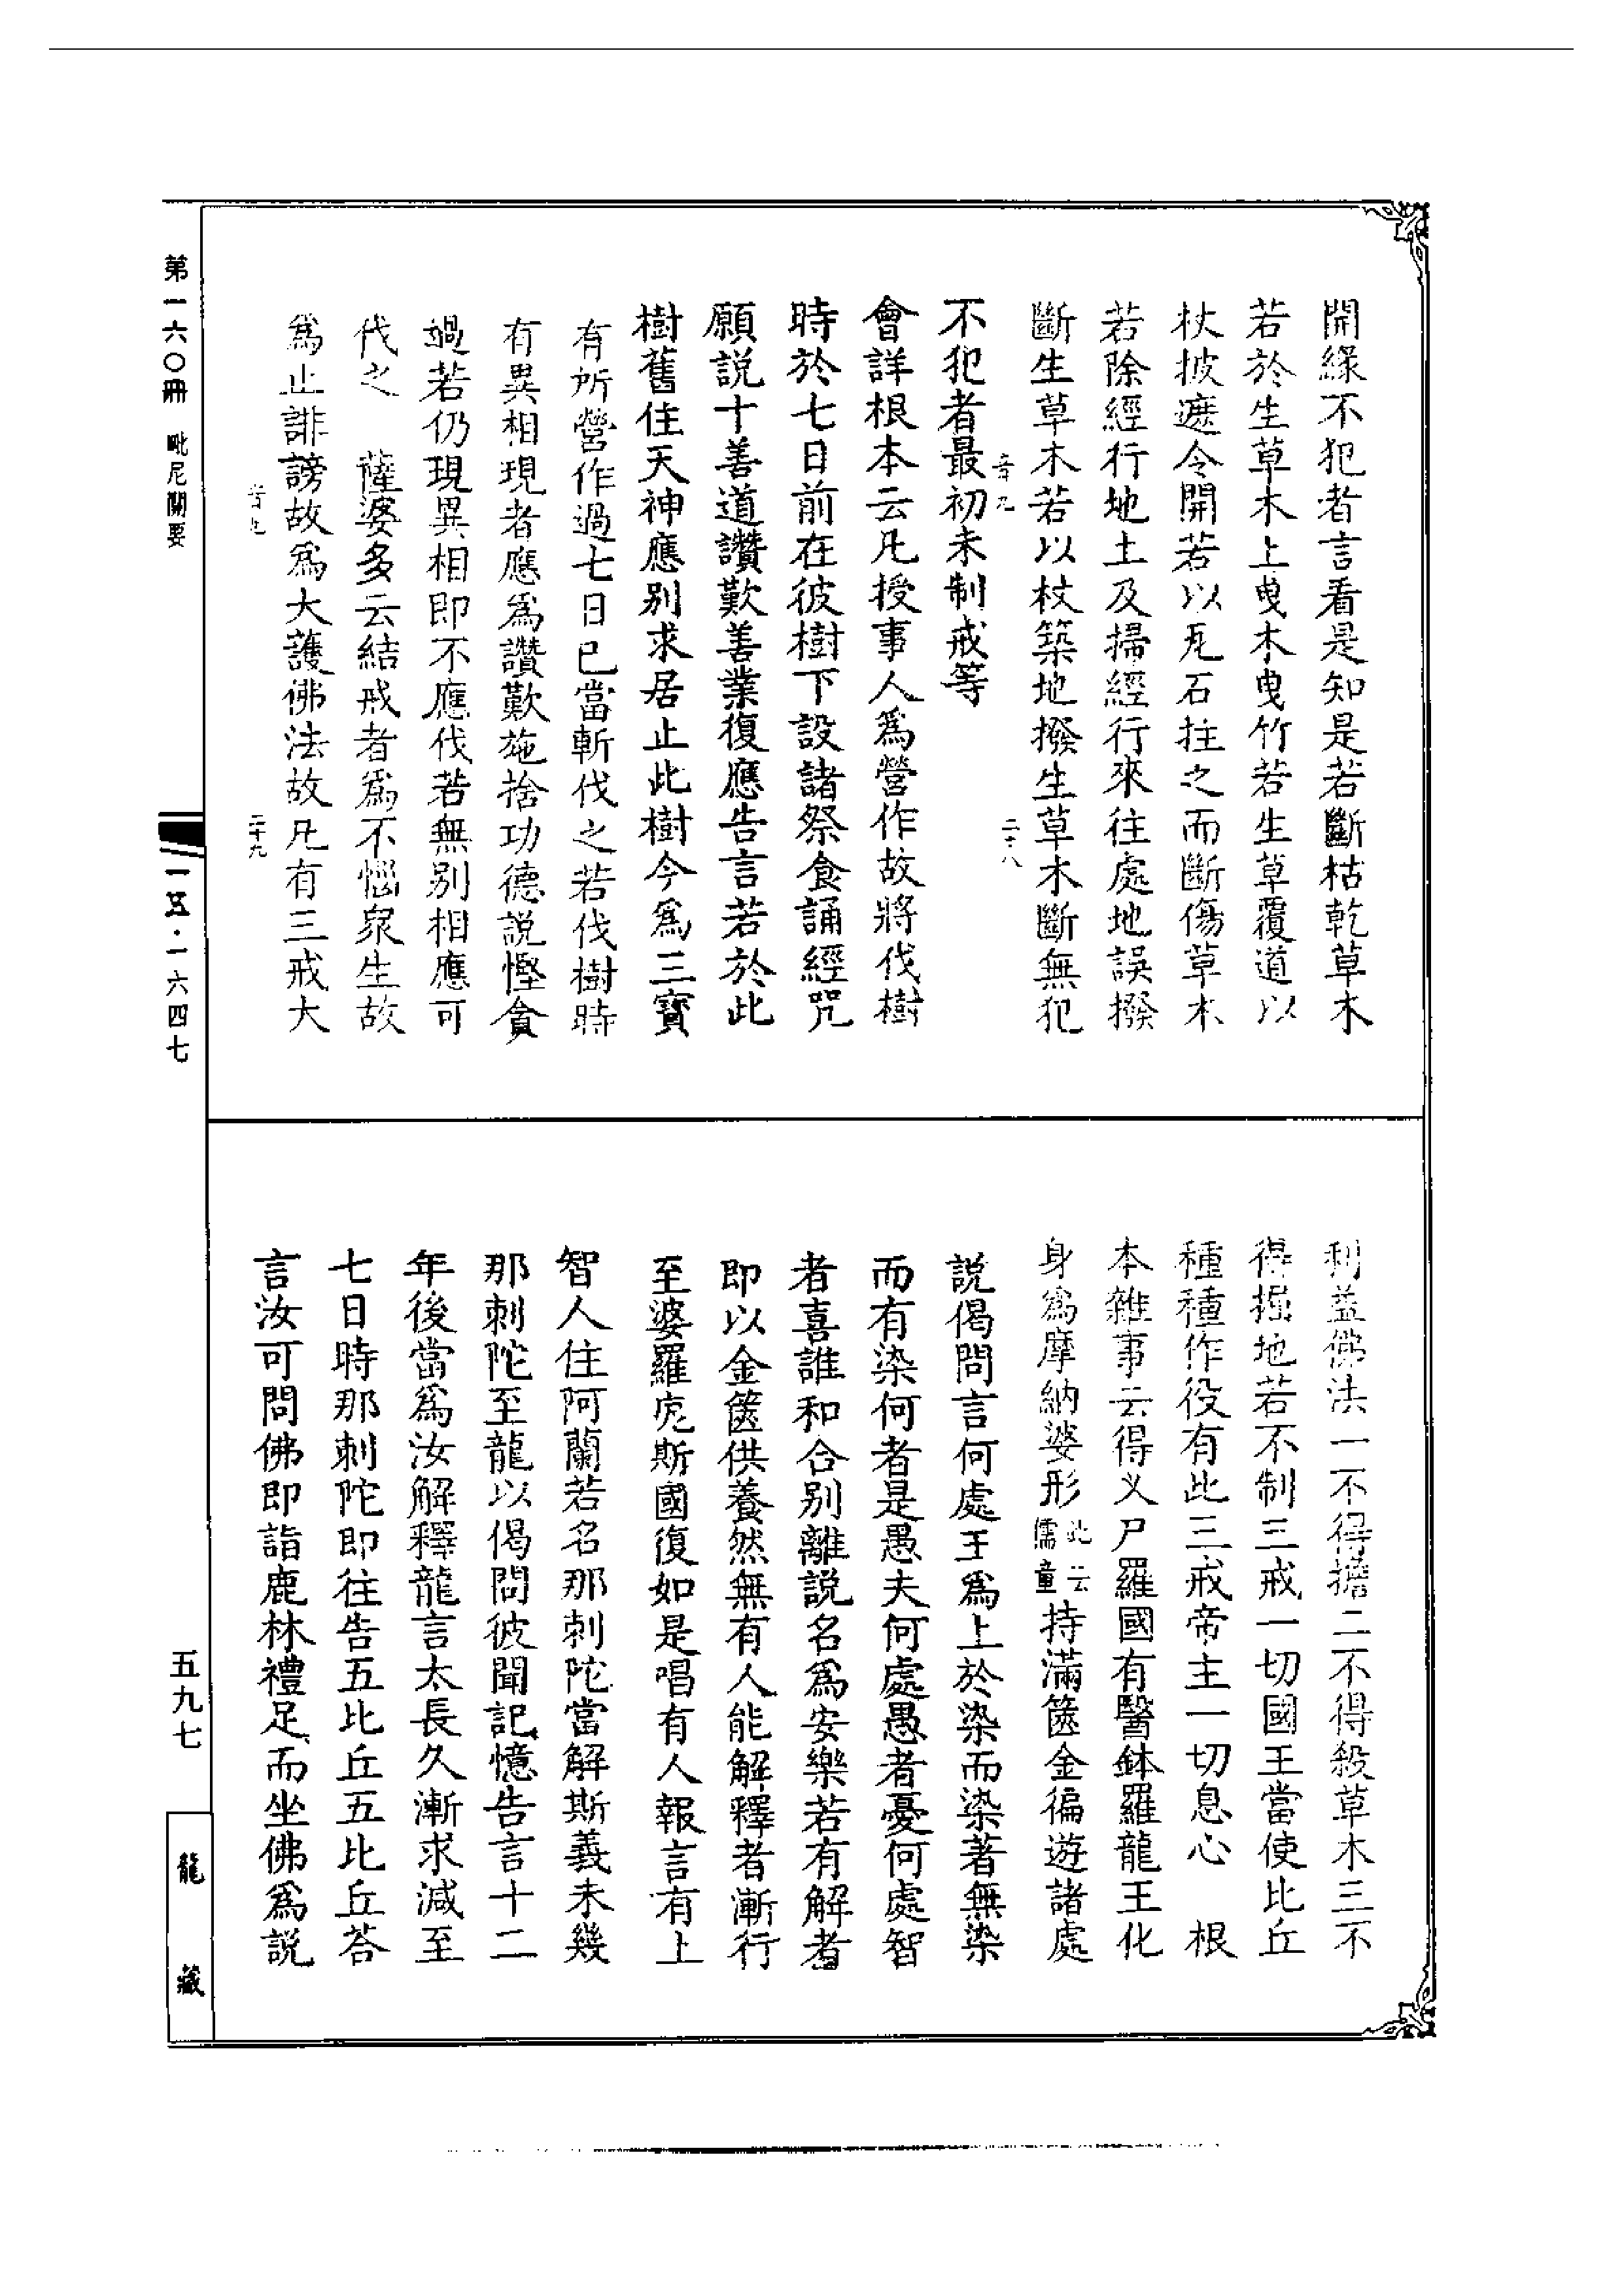 開緣不犯者言看是知是若斷枯乾草木
若於生草木上曳木曳竹若生草覆道以
杖披遮令開若以瓦石拄之而斷傷草木
若除經行地土及掃經行來往處地誤撥
斷生草木若以杖築地撥生草木斷無犯
二十八
不犯者最初未制戒等
會詳根本云凡授事人為營作故將伐樹
時於七日前在彼樹下設諸祭食誦經咒
願説十善道讚歎善業復應告言若於此
樹舊住天神應別求居止此樹今為三寶
有所營作過七日已當斬伐之若伐樹時
有異相現者應為讚歎施捨功德説慳貪
過若仍現異相即不應伐若無別相應可
伐之　薩婆多云結戒者為不惱眾生故
為止誹謗故為大護佛法故凡有三戒大
二十九
利益佛法一不得擔二不得殺草木三不
得掘地若不制三戒一切國王當使比丘
種種作役有此三戒帝主一切息心　根
本雜事云得义尸羅國有醫鉢羅龍王化
身為摩納婆形此云儒童持滿篋金徧遊諸處
説偈問言何處王為上於染而染著無染
而有染何者是愚夫何處愚者憂何處智
者喜誰和合別離説名為安樂若有解者
即以金篋供養然無有人能解釋者漸行
至婆羅疙斯國復如是唱有人報言有上
智人住阿蘭若名那刺陀當解斯義未幾
那刺陀至龍以偈問彼聞記憶告言十二
年後當為汝解釋龍言太長久漸求減至
七日時那刺陀即往告五比丘五比丘荅
言汝可問佛即詣鹿林禮足而坐佛為説
第一六〇冊　毗尼關要
一五·一六四七
五九七
龍藏